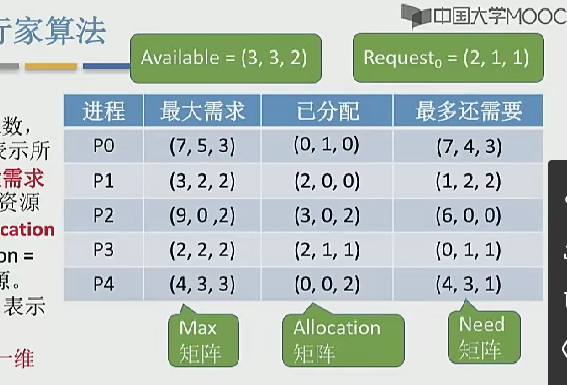 中国大学MOOC
行家算法
Available = (3, 3, 2)
Request₀ = (2, 1, 1)
进程 最大需求 已分配 最多还需要
P0 (7, 5, 3) (0, 1, 0) (7, 4, 3)
P1 (3, 2, 2) (2, 0, 0) (1, 2, 2)
P2 (9, 0 ,2) (3, 0, 2) (6, 0, 0)
P3 (2, 2, 2) (2, 1, 1) (0, 1, 1)
P4 (4, 3, 3) (0, 0, 2) (4, 3, 1)
数，
表示所
需求
资源
cation
on =
源。
表示
一维
Max
矩阵
Allocation
矩阵
Need
矩阵